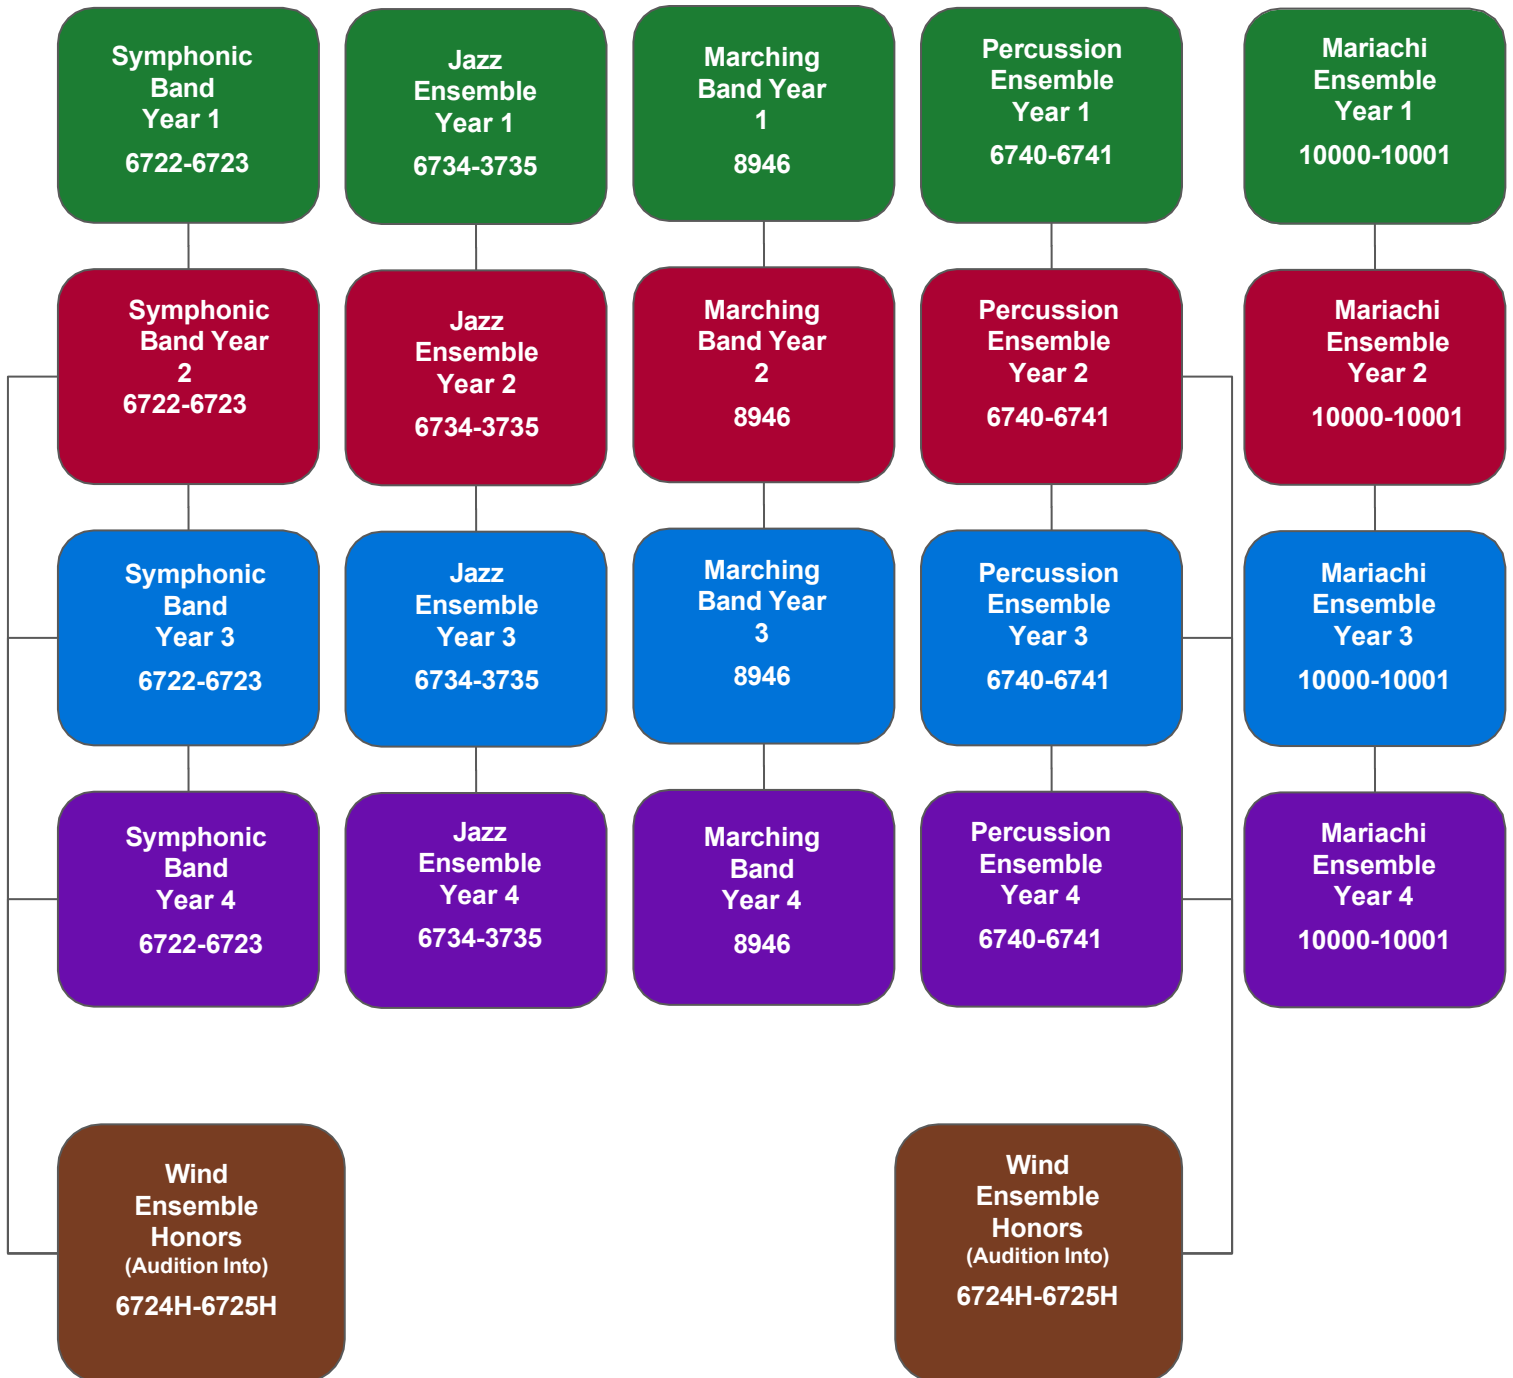 Symphonic
Band
Year 1
6722-6723
Jazz
Ensemble
Year 1
6734-3735
Marching
Band Year
1
8946
Percussion
Ensemble
Year 1
6740-6741
Mariachi
Ensemble
Year 1
10000-10001
Symphonic
Band Year
2
6722-6723
Jazz
Ensemble
Year 2
6734-3735
Marching
Band Year
2
8946
Percussion
Ensemble
Year 2
6740-6741
Mariachi
Ensemble
Year 2
10000-10001
Symphonic
Band
Year 3
6722-6723
Jazz
Ensemble
Year 3
6734-3735
Marching
Band Year
3
8946
Percussion
Ensemble
Year 3
6740-6741
Mariachi
Ensemble
Year 3
10000-10001
Symphonic
Band
Year 4
6722-6723
Jazz
Ensemble
Year 4
6734-3735
Marching
Band
Year 4
8946
Percussion
Ensemble
Year 4
6740-6741
Mariachi
Ensemble
Year 4
10000-10001
Wind
Ensemble
Honors
(Audition Into)
6724H-6725H
Wind
Ensemble
Honors
(Audition Into)
6724H-6725H